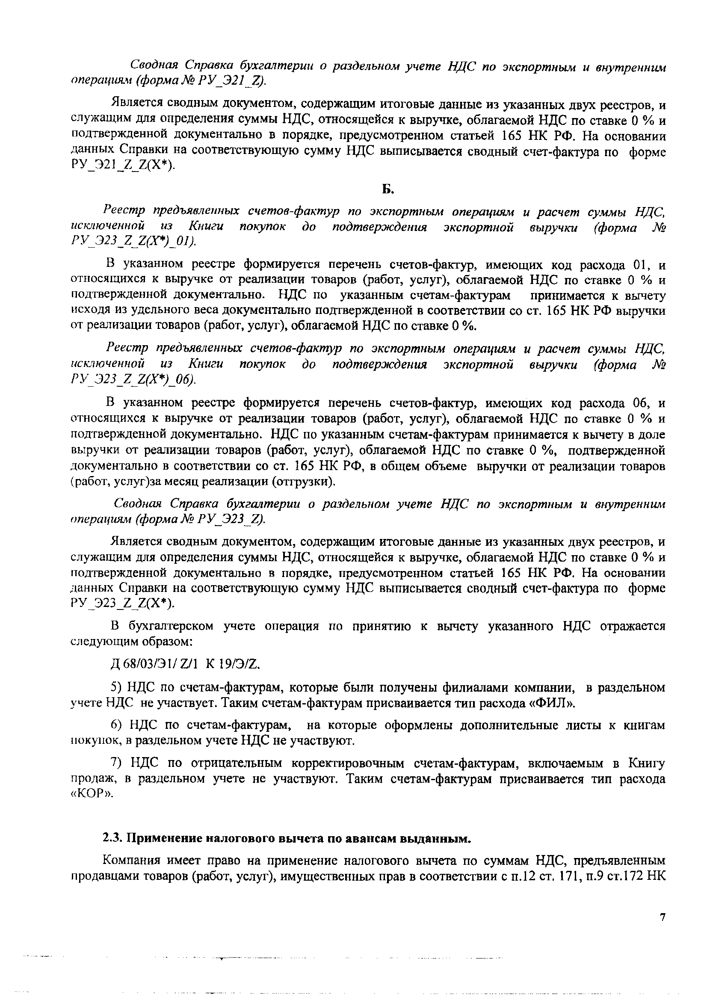 Сводная Справка бухгалтерии о раздельном учете НДС по экспортным и внутренним
операциям (форма № РУ_Э21_Z).
Является сводным документом, содержащим итоговые данные из указанных двух реестров, и
служащим для определения суммы НДС, относящейся к выручке, облагаемой НДС по ставке 0 % и
подтвержденной документально в порядке, предусмотренном статьей 165 НК РФ. На основании
данных Справки на соответствующую сумму НДС выписывается сводный счет-фактура по форме
РУ_Э21_Z_Z(X*).
Б.
Реестр предъявленных счетов-фактур по экспортным операциям и расчет суммы НДС,
исключенной из Книги покупок до подтверждения экспортной выручки (форма №
РУ_Э23_Z_Z(X*)_01).
В указанном реестре формируется перечень счетов-фактур, имеющих код расхода 01, и
относящихся к выручке от реализации товаров (работ, услуг), облагаемой НДС по ставке 0 % и
подтвержденной документально. НДС по указанным счетам-фактурам принимается к вычету
исходя из удельного веса документально подтвержденной в соответствии со ст. 165 НК РФ выручки
от реализации товаров (работ, услуг), облагаемой НДС по ставке 0 %.
Реестр предъявленных счетов-фактур по экспортным операциям и расчет суммы НДС,
исключенной из Книги покупок до подтверждения экспортной выручки (форма №
РУ_Э23_Z_Z(X*)_06).
В указанном реестре формируется перечень счетов-фактур, имеющих код расхода 06, и
относящихся к выручке от реализации товаров (работ, услуг), облагаемой НДС по ставке 0 % и
подтвержденной документально. НДС по указанным счетам-фактурам принимается к вычету в доле
выручки от реализации товаров (работ, услуг), облагаемой НДС по ставке 0 %, подтвержденной
документально в соответствии со ст. 165 НК РФ, в общем объеме выручки от реализации товаров
(работ, услуг)за месяц реализации (отгрузки).
Сводная Справка бухгалтерии о раздельном учете НДС по экспортным и внутренним
операциям (форма № РУ_Э23_Z).
Является сводным документом, содержащим итоговые данные из указанных двух реестров, и
служащим для определения суммы НДС, относящейся к выручке, облагаемой НДС по ставке 0 % и
подтвержденной документально в порядке, предусмотренном статьей 165 НК РФ. На основании
данных Справки на соответствующую сумму НДС выписывается сводный счет-фактура по форме
РУ_Э23_Z_Z(X*).
В бухгалтерском учете операция по принятию к вычету указанного НДС отражается
следующим образом:
Д 68/03/Э1/ Z/1 К 19/Э/Z.
5) НДС по счетам-фактурам, которые были получены филиалами компании, в раздельном
учете НДС не участвует. Таким счетам-фактурам присваивается тип расхода «ФИЛ».
6) НДС по счетам-фактурам, на которые оформлены дополнительные листы к книгам
покупок, в раздельном учете НДС не участвуют.
7) НДС по отрицательным корректировочным счетам-фактурам, включаемым в Книгу
продаж, в раздельном учете не участвуют. Таким счетам-фактурам присваивается тип расхода
«КОР».
2.3. Применение налогового вычета по авансам выданным.
Компания имеет право на применение налогового вычета по суммам НДС, предъявленным
продавцами товаров (работ, услуг), имущественных прав в соответствии с п.12 ст. 171, п.9 ст.172 НК
7